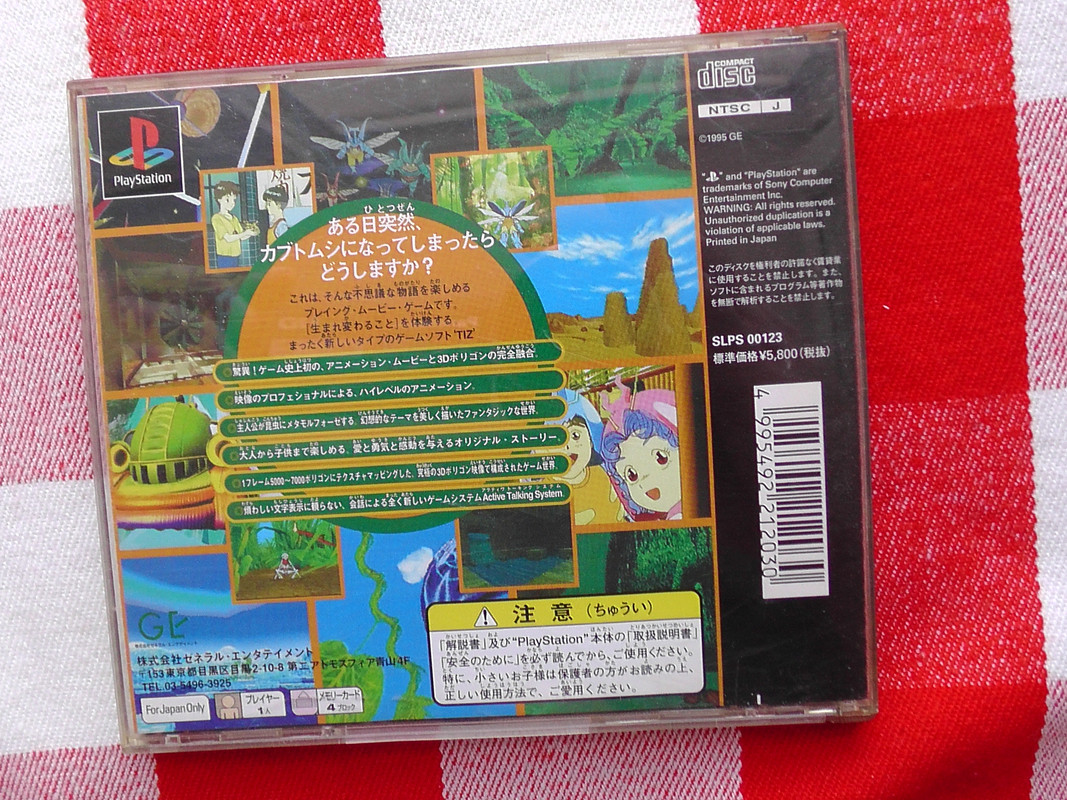 PlayStation
ある日突然、
カブトムシになってしまったら
どうしますか?
これは、そんな不思議な物語を楽しめる
プレイング・ムービー・ゲームです。
[生まれ変わること]を体験する
まったく新しいタイプのゲームソフト"TIZ"
驚異!ゲーム史上初の、アニメーション・ムービーと3Dポリゴンの完全融合。
映像のプロフェショナルによる、ハイレベルのアニメーション。
主人公が昆虫にメタモルフォーゼする、幻想的なテーマを美しく描いたファンタジックな世界。
大人から子供まで楽しめる、愛と勇気と感動を与えるオリジナル・ストーリー。
1フレーム5000〜7000ポリゴンにテクスチャマッピングした、究極の3Dポリゴン映像で構成されたゲーム世界。
煩わしい文字表示に頼らない、会話による全く新しいゲームシステムActive Talking System.
GE
株式会社ゼネラル・エンタテイメント
〒153東京都目黒区目黒2-10-8 第二アトモスフィア青山4F
TEL.03-5496-3925
For Japan Only
プレイヤー
1人
メモリーカード
4ブロック
注意(ちゅうい)
「解説書」及び"PlayStation"本体の「取扱説明書」
「安全のために」を必ず読んでから、ご使用ください。
特に、小さいお子様は保護者の方がお読みの上、
正しい使用方法で、ご愛用ください。
COMPACT
disc
NTSC J
©1995 GE
" " and "PlayStation" are
trademarks of Sony Computer
Entertainment Inc.
WARNING: All rights reserved.
Unauthorized duplication is a
violation of applicable laws.
Printed in Japan
このディスクを権利者の許諾なく賃貸業
に使用することを禁止します。また、
ソフトに含まれるプログラム等著作物
を無断で解析することを禁止します。
SLPS 00123
標準価格¥5,800(税抜)
4 995492 212030